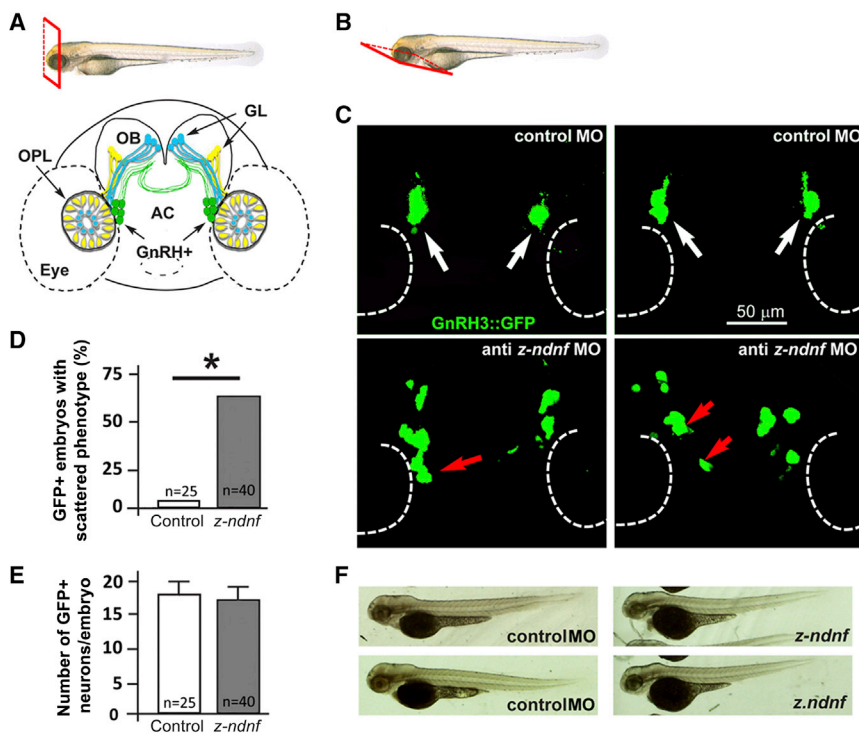 A
B
GL
OB
OPL
AC
GnRH+
Eye
C
control MO
control MO
GnRH3::GFP
50 µm
anti z-ndnf MO
anti z-ndnf MO
D
GFP+ embryos with
scattered phenotype (%)
75
50
25
0
*
n=25
n=40
Control
z-ndnf
E
Number of GFP+
neurons/embryo
20
15
10
5
0
n=25
n=40
Control
z-ndnf
F
controlMO
z-ndnf
controlMO
z.ndnf